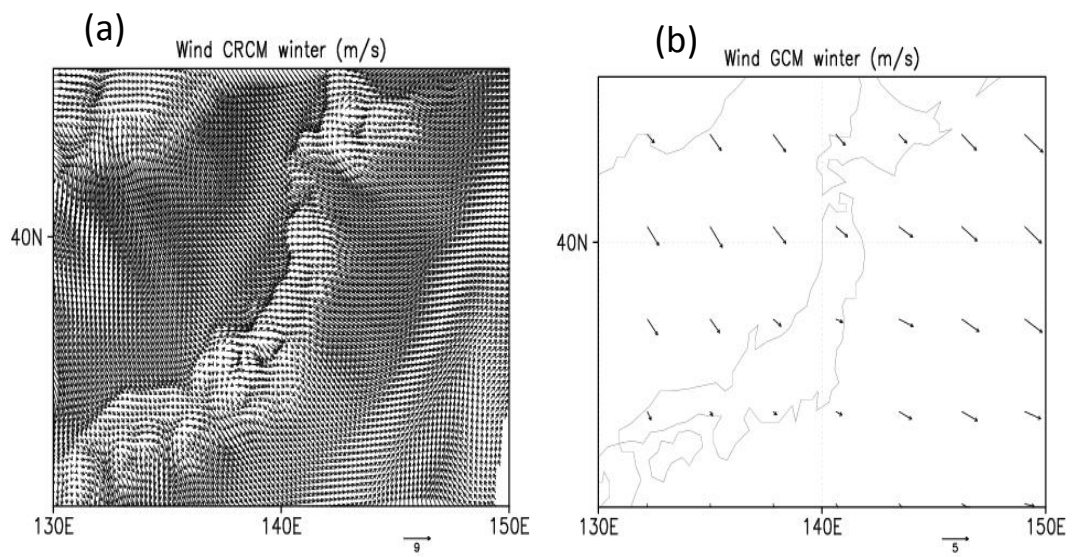 (a)
Wind CRCM winter (m/s)
40N
130E 140E 150E
9
(b)
Wind GCM winter (m/s)
40N
130E 140E 150E
5